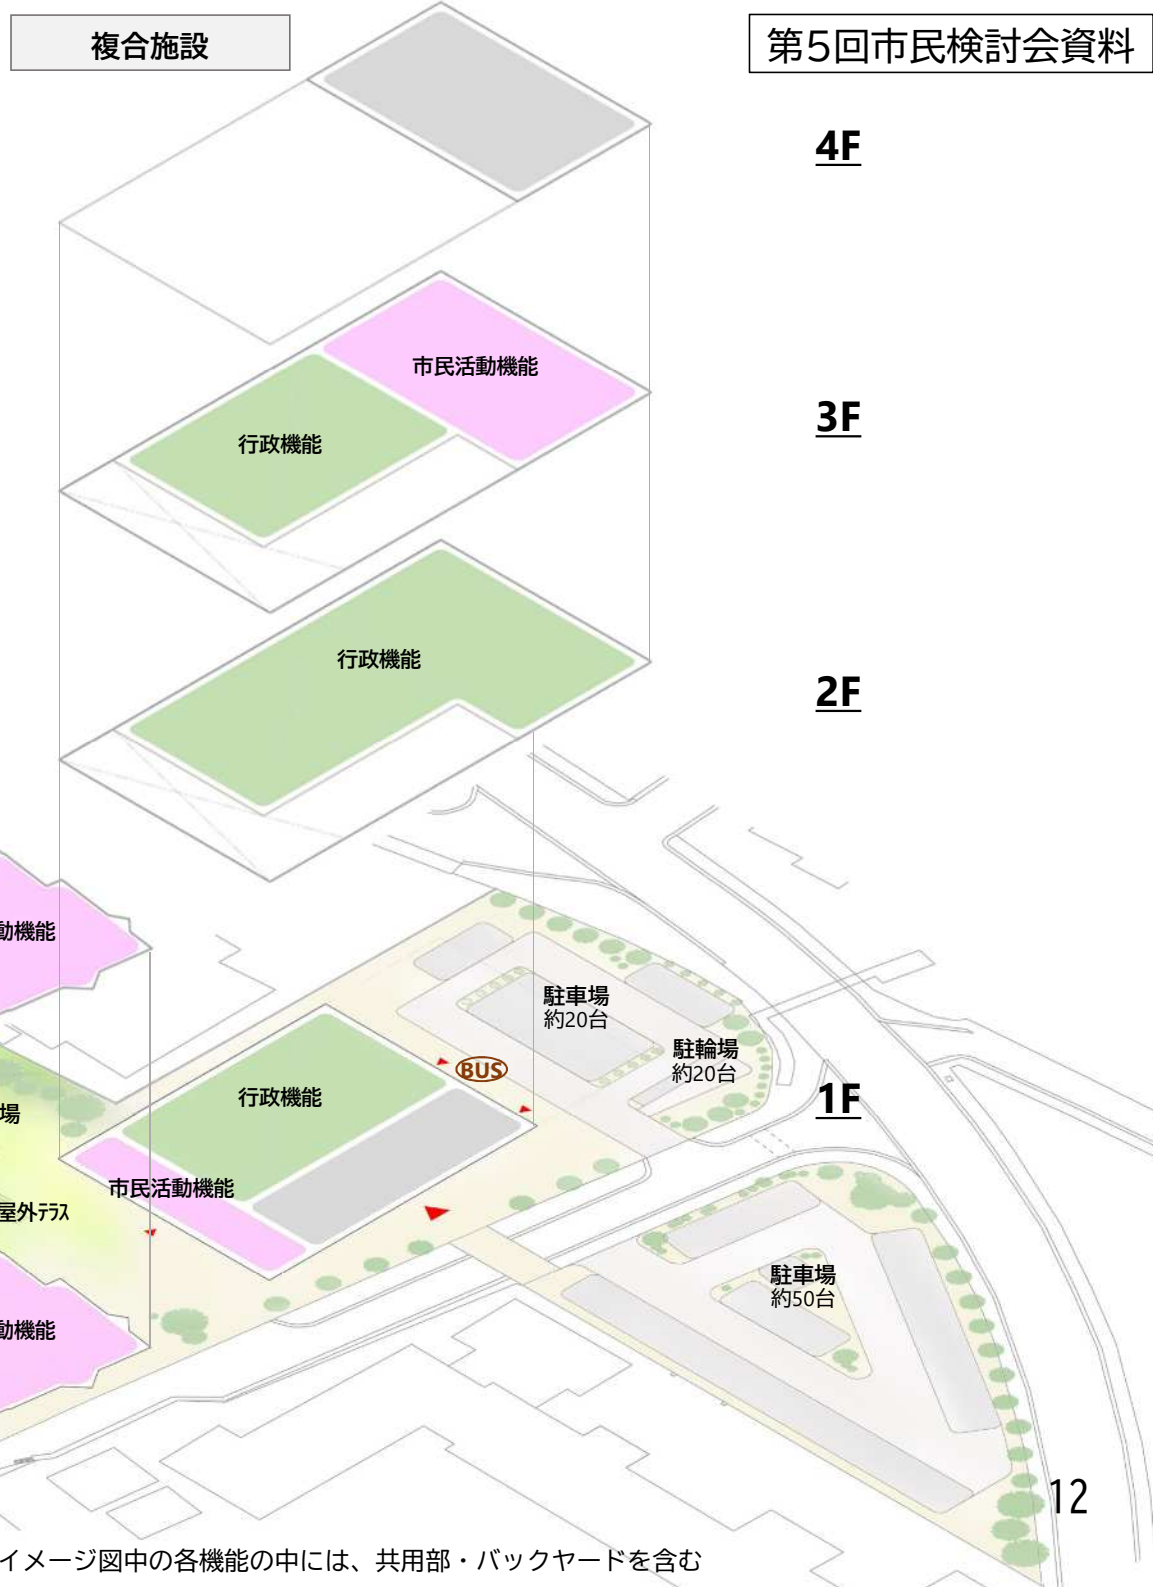 複合施設
第5回市民検討会資料
4F
市民活動機能
行政機能
3F
行政機能
2F
動機能
駐車場
約20台
駐輪場
約20台
BUS
行政機能
1F
場
市民活動機能
屋外テラス
駐車場
約50台
動機能
12
イメージ図中の各機能の中には、共用部・バックヤードを含む